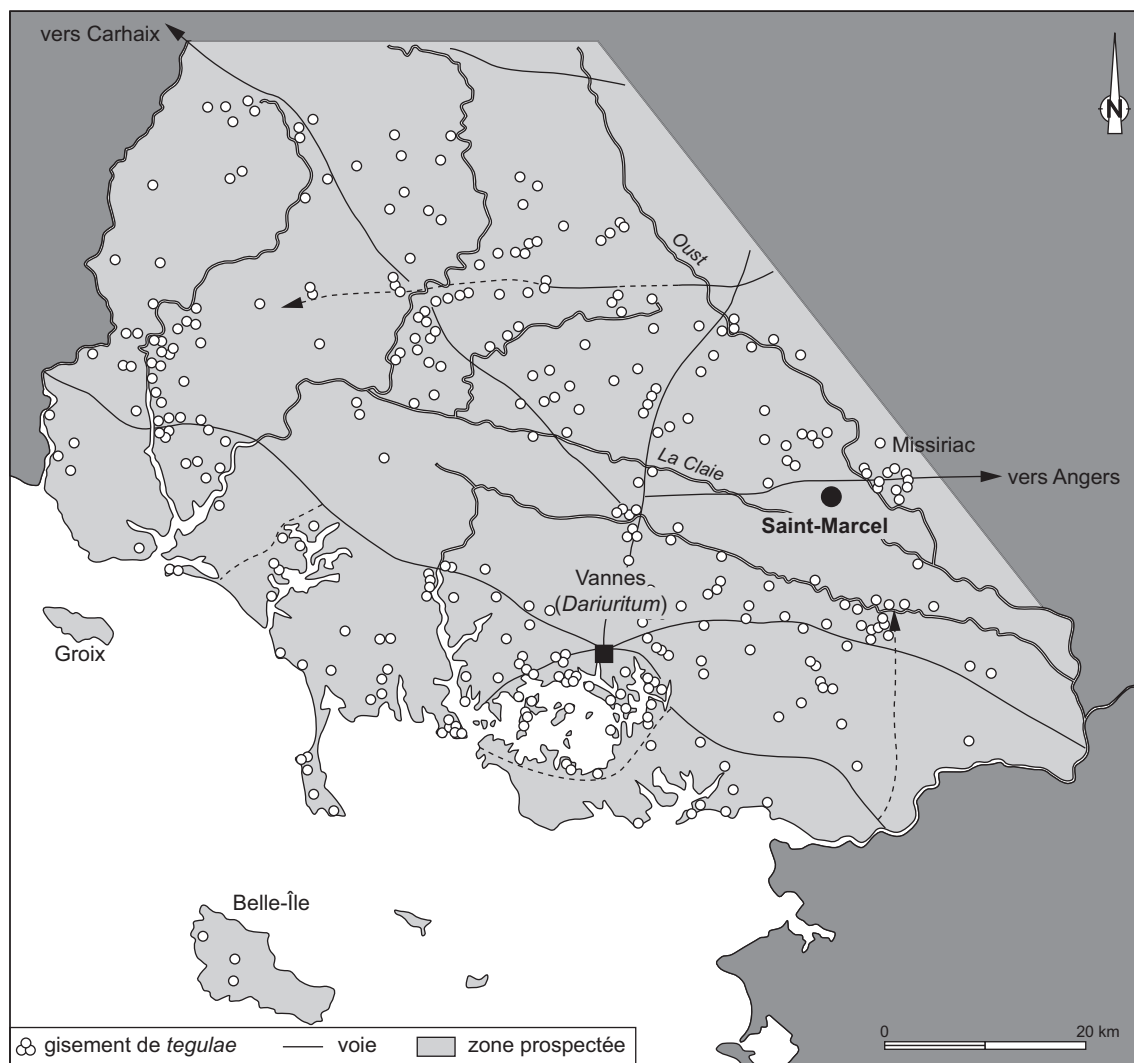 vers Carhaix
N
Oust
Missiriac
La Claie
vers Angers
Saint-Marcel
Vannes
(Dariuritum)
Groix
Belle-Île
gisement de tegulae
voie
zone prospectée
0
20 km